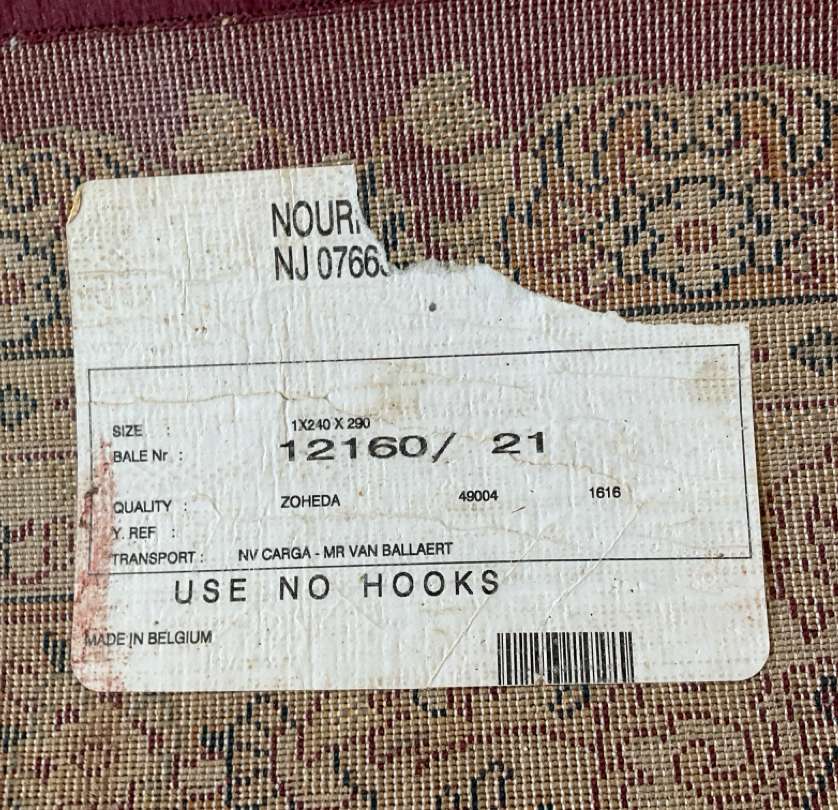 NOUR
NJ 0766
SIZE : 1X240 X 290
BALE Nr : 12160/ 21
QUALITY : ZOHEDA 49004 1616
Y. REF :
TRANSPORT : NV CARGA - MR VAN BALLAERT
USE NO HOOKS
MADE IN BELGIUM